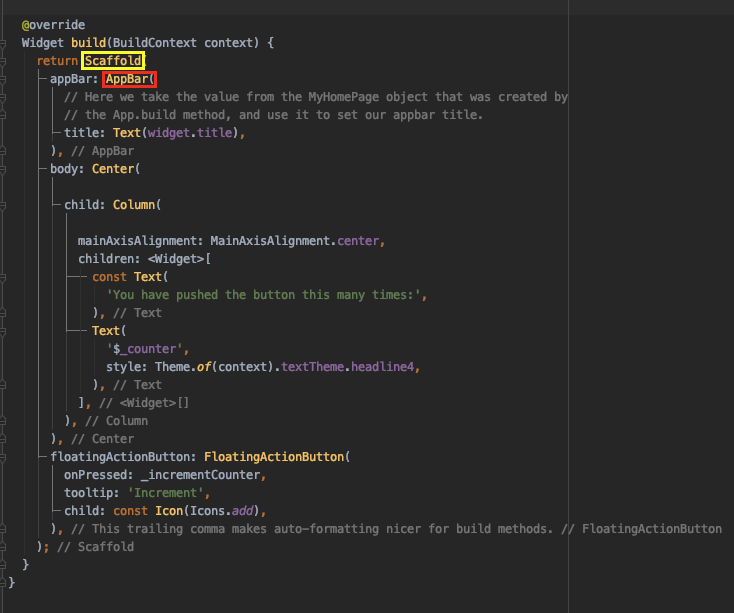 @override
Widget build(BuildContext context) {
return Scaffold(
appBar: AppBar(
// Here we take the value from the MyHomePage object that was created by
// the App.build method, and use it to set our appbar title.
title: Text(widget.title),
), // AppBar
body: Center(
child: Column(
mainAxisAlignment: MainAxisAlignment.center,
children: <Widget>[
const Text(
'You have pushed the button this many times:',
), // Text
Text(
'$_counter',
style: Theme.of(context).textTheme.headline4,
), // Text
], // <Widget>[]
), // Column
), // Center
floatingActionButton: FloatingActionButton(
onPressed: _incrementCounter,
tooltip: 'Increment',
child: const Icon(Icons.add),
), // This trailing comma makes auto-formatting nicer for build methods. // FloatingActionButton
); // Scaffold
}
}